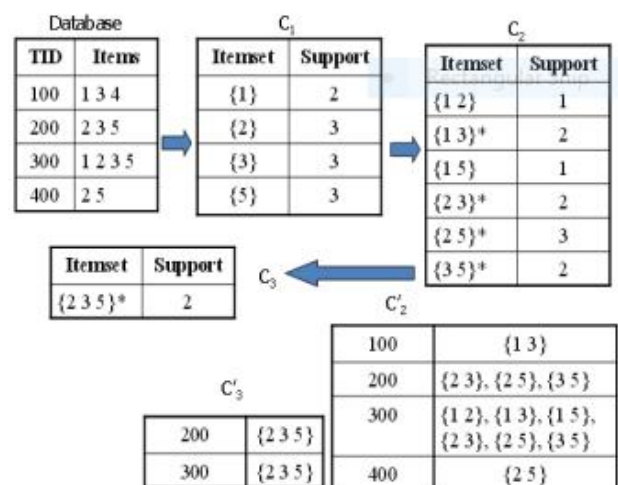 Database
TID Items
100 1 3 4
200 2 3 5
300 1 2 3 5
400 2 5
C1
Itemset Support
{1} 2
{2} 3
{3} 3
{5} 3
C2
Itemset Support
Rectangular Snip
{1 2} 1
{1 3}* 2
{1 5} 1
{2 3}* 2
{2 5}* 3
{3 5}* 2
C3
Itemset Support
{2 3 5}* 2
C'2
100 {1 3}
200 {2 3}, {2 5}, {3 5}
300 {1 2}, {1 3}, {1 5},
{2 3}, {2 5}, {3 5}
400 {2 5}
C'3
200 {2 3 5}
300 {2 3 5}